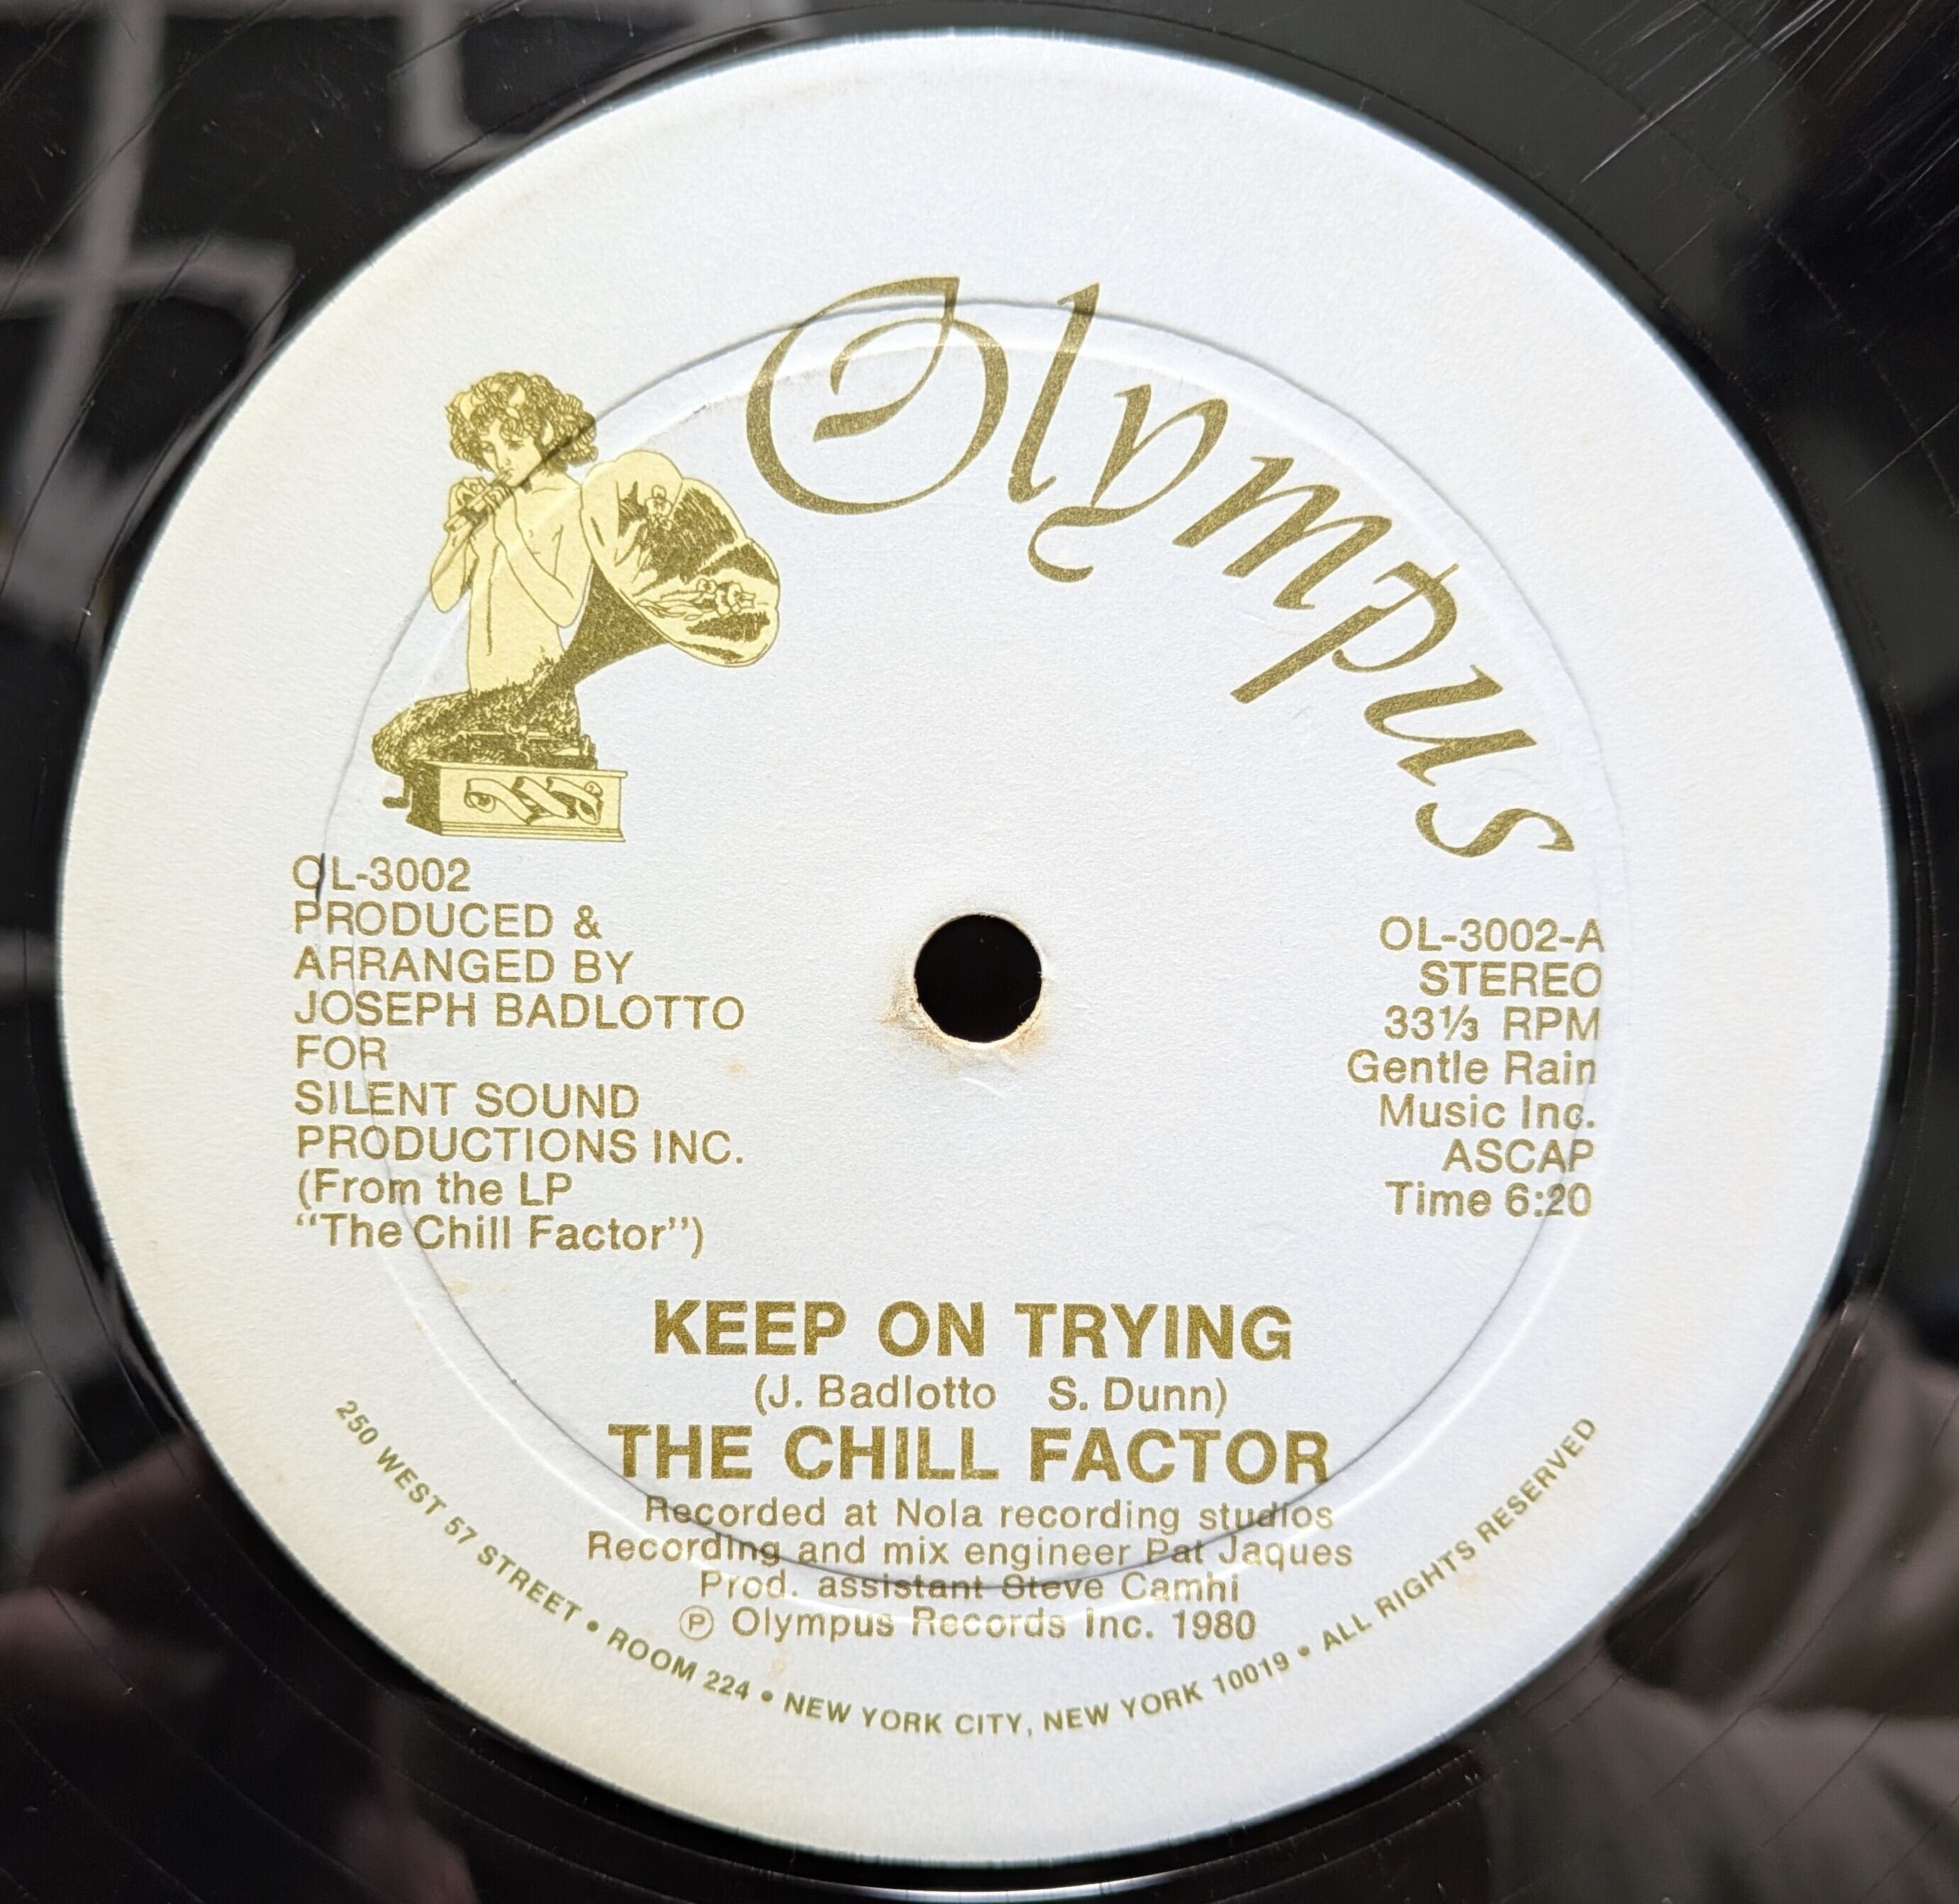 Olympus
OL-3002
PRODUCED &
ARRANGED BY
JOSEPH BADLOTTO
FOR
SILENT SOUND
PRODUCTIONS INC.
(From the LP
“The Chill Factor”)
OL-3002-A
STEREO
33⅓ RPM
Gentle Rain
Music Inc.
ASCAP
Time 6:20
KEEP ON TRYING
(J. Badlotto S. Dunn)
THE CHILL FACTOR
Recorded at Nola recording studios
Recording and mix engineer Pat Jaques
Prod. assistant Steve Camhi
Ⓟ Olympus Records Inc. 1980
250 WEST 57 STREET • ROOM 224 • NEW YORK CITY, NEW YORK 10019 • ALL RIGHTS RESERVED